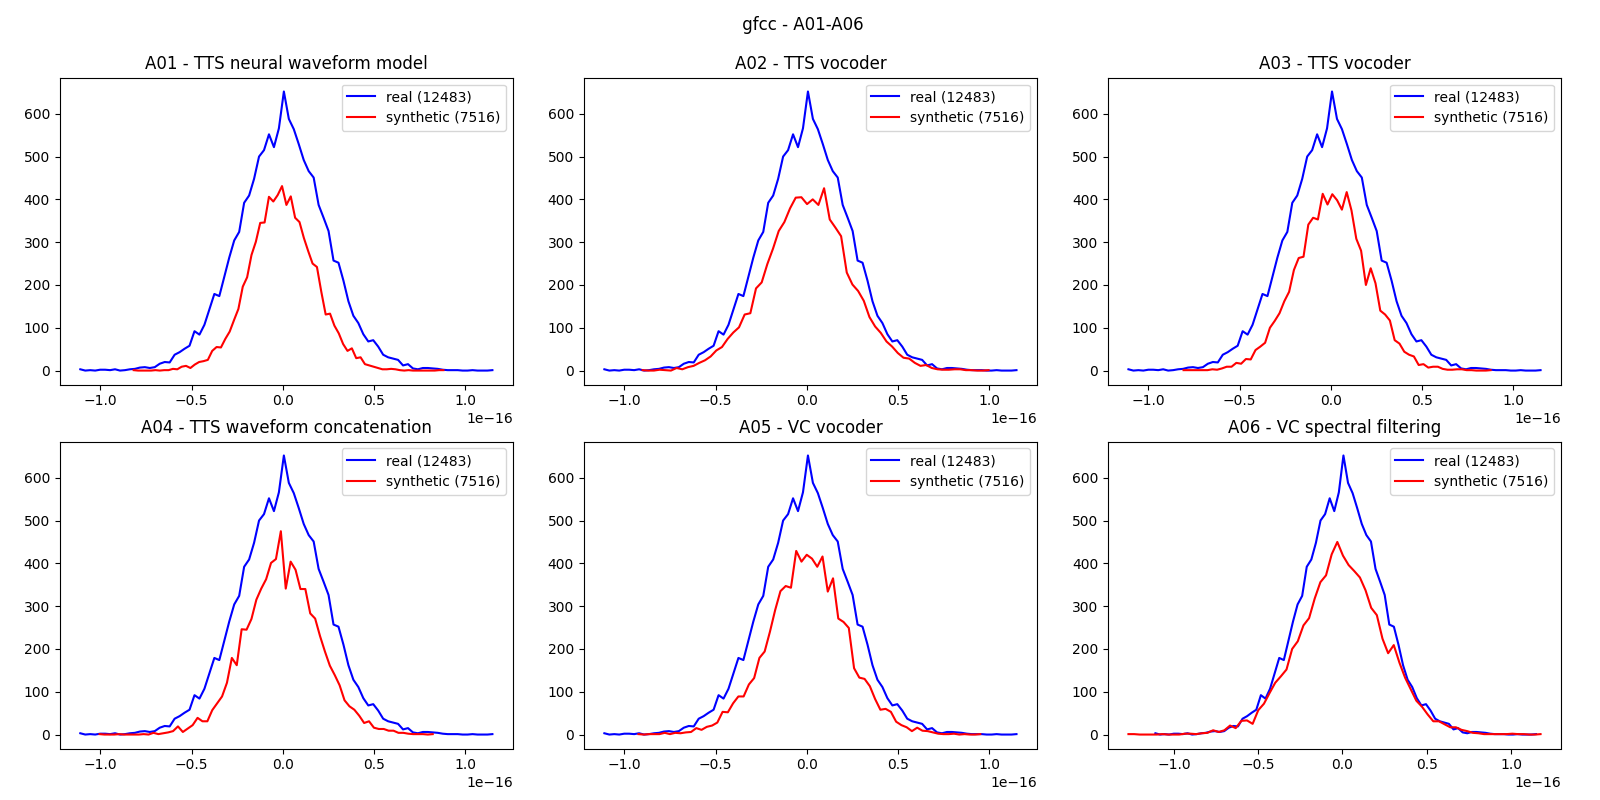 gfcc - A01-A06
A01 - TTS neural waveform model
real (12483)
synthetic (7516)
600
500
400
300
200
100
0
−1.0 −0.5 0.0 0.5 1.0
1e−16
A02 - TTS vocoder
real (12483)
synthetic (7516)
600
500
400
300
200
100
0
−1.0 −0.5 0.0 0.5 1.0
1e−16
A03 - TTS vocoder
real (12483)
synthetic (7516)
600
500
400
300
200
100
0
−1.0 −0.5 0.0 0.5 1.0
1e−16
A04 - TTS waveform concatenation
real (12483)
synthetic (7516)
600
500
400
300
200
100
0
−1.0 −0.5 0.0 0.5 1.0
1e−16
A05 - VC vocoder
real (12483)
synthetic (7516)
600
500
400
300
200
100
0
−1.0 −0.5 0.0 0.5 1.0
1e−16
A06 - VC spectral filtering
real (12483)
synthetic (7516)
600
500
400
300
200
100
0
−1.0 −0.5 0.0 0.5 1.0
1e−16